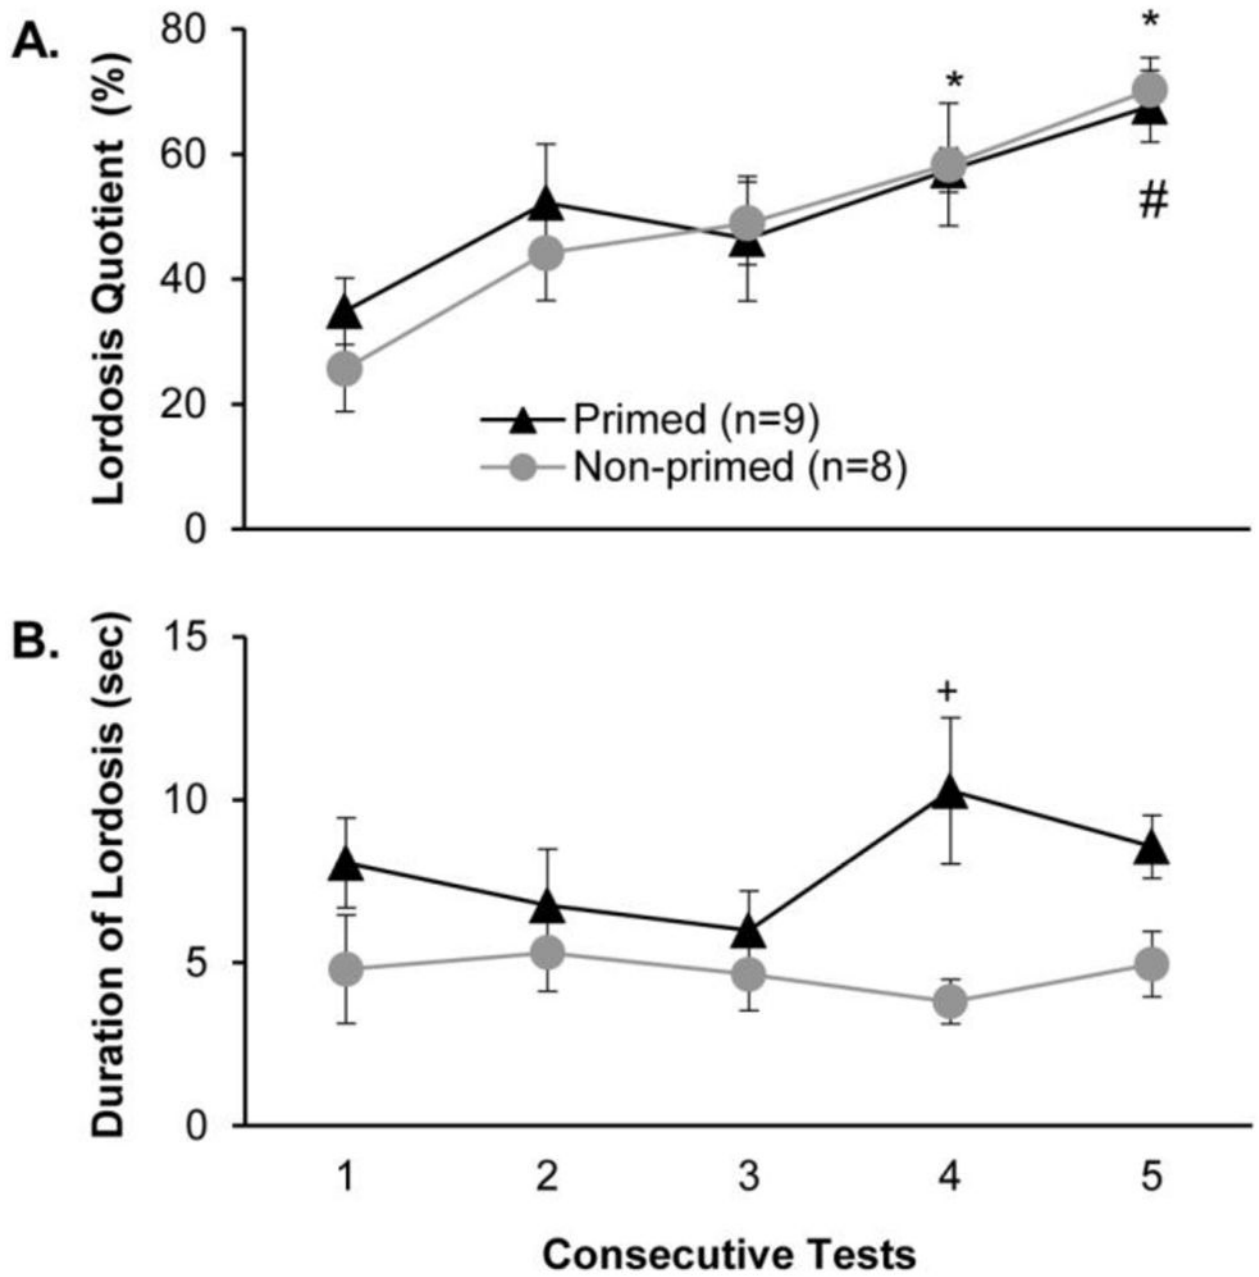 A.
Lordosis Quotient (%)
80
60
40
20
0
*
*
#
Primed (n=9)
Non-primed (n=8)
B.
Duration of Lordosis (sec)
15
10
5
0
+
1 2 3 4 5
Consecutive Tests